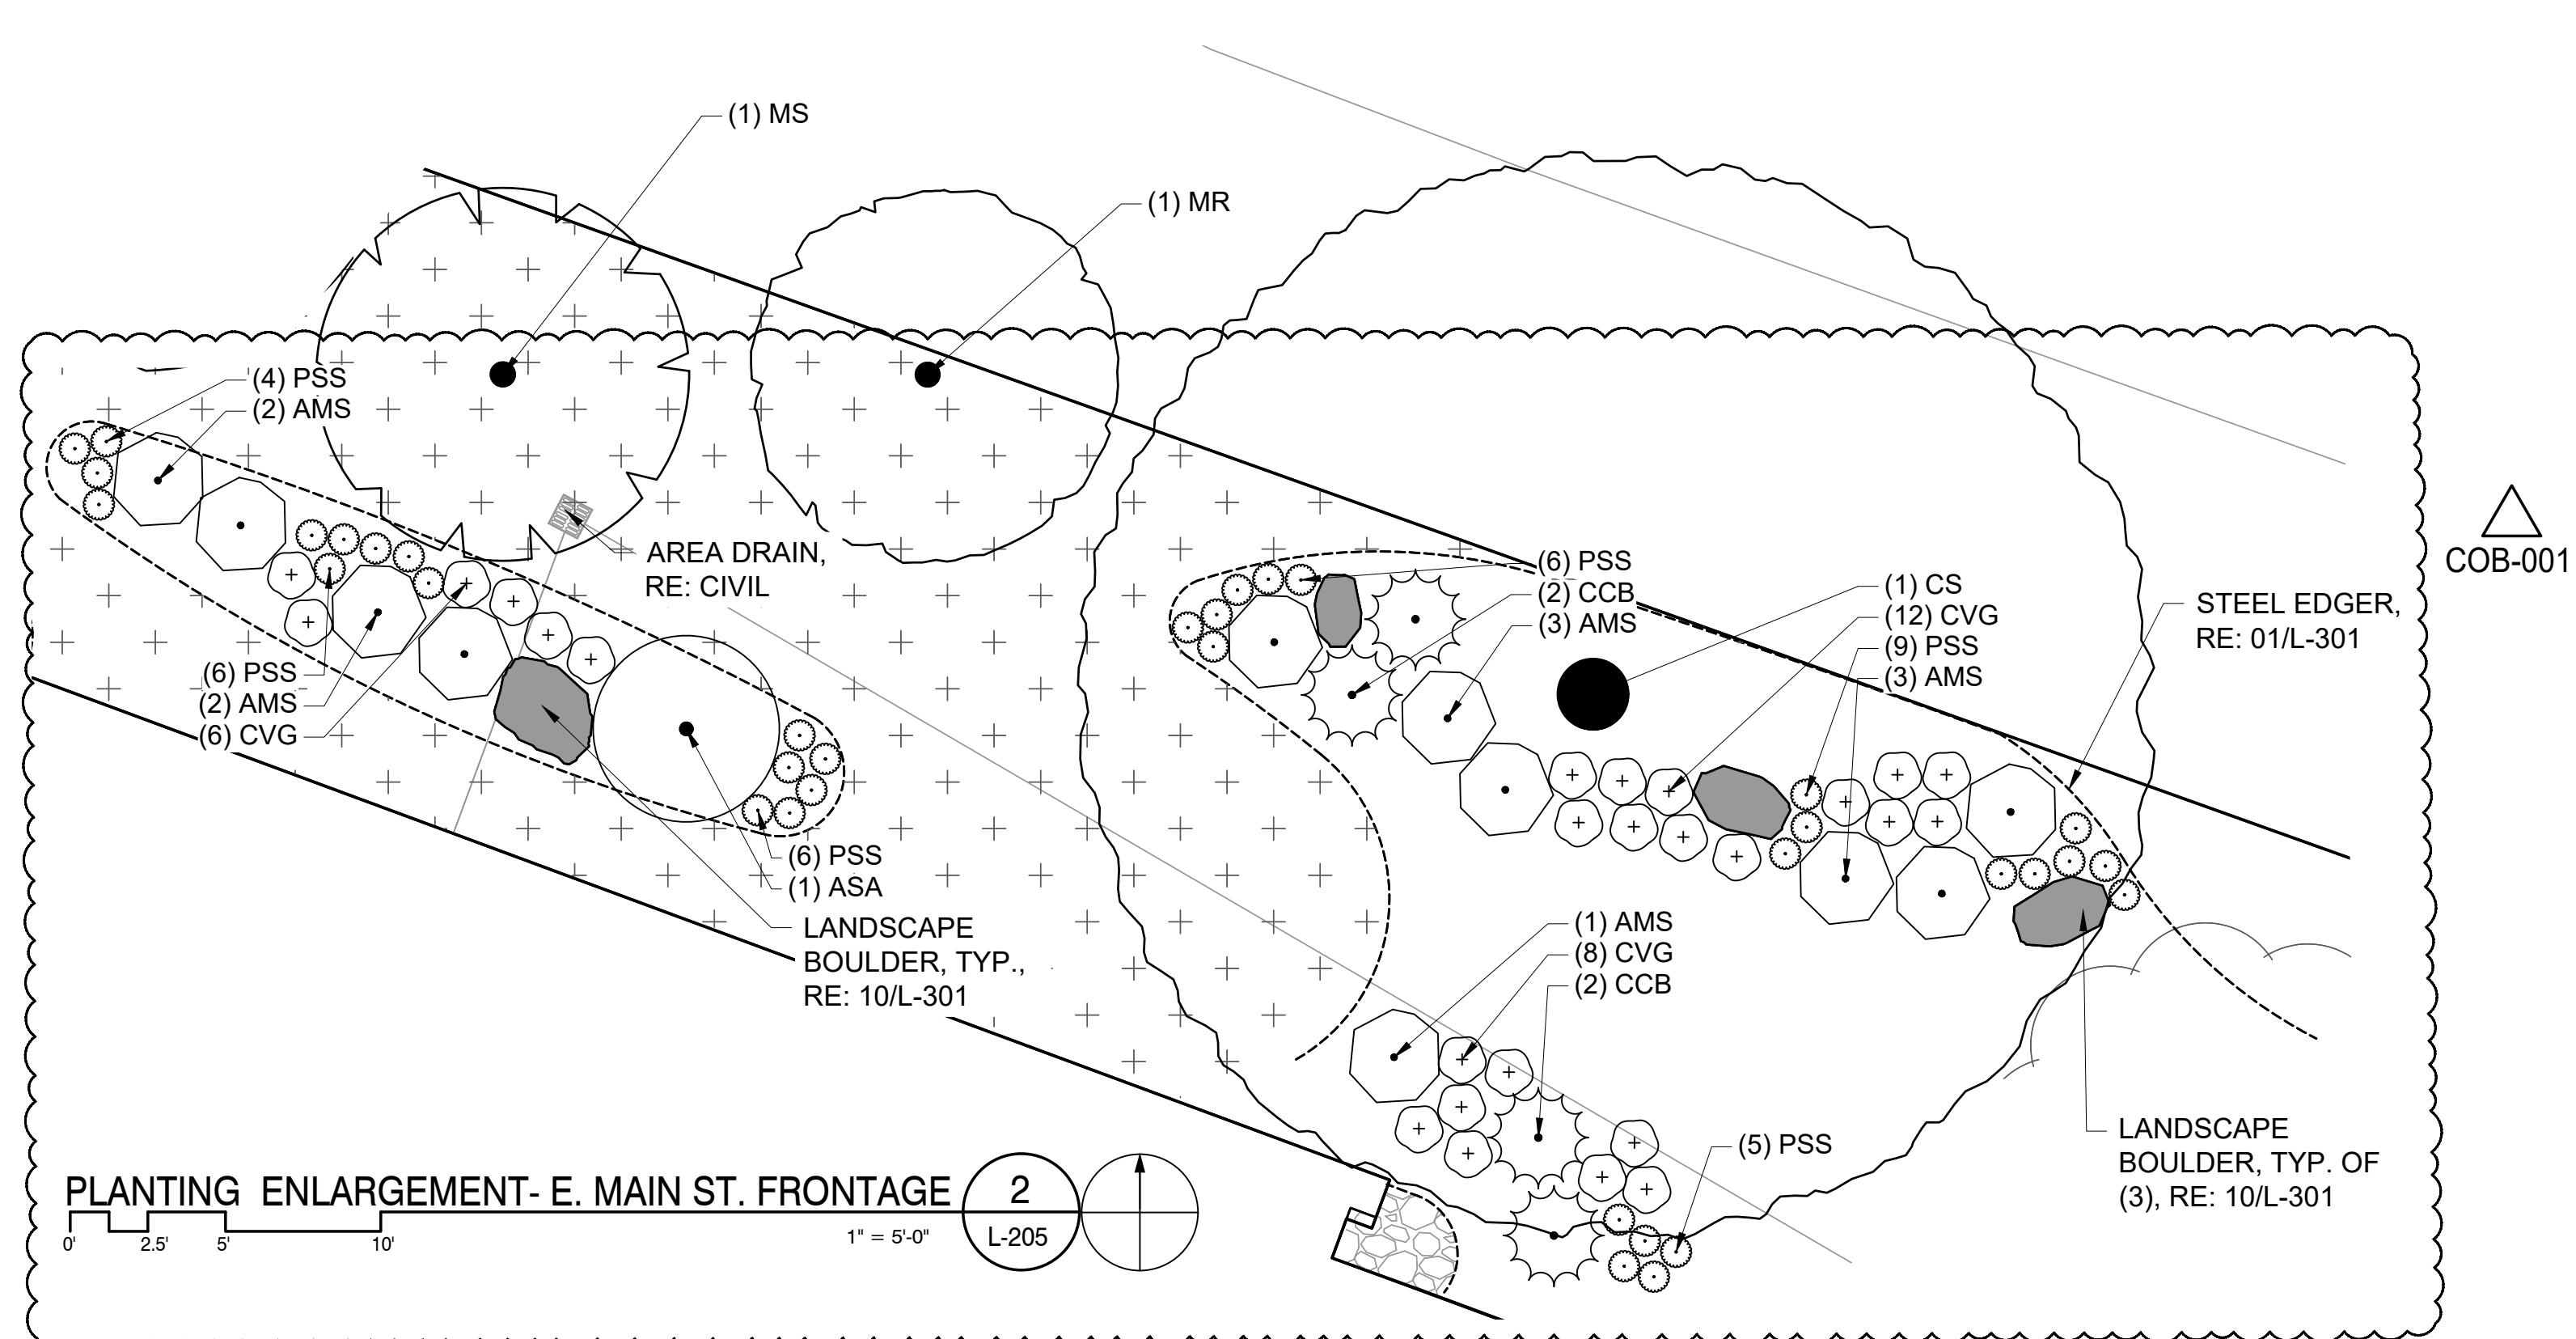 (1) MS
(1) MR
(4) PSS
(2) AMS
AREA DRAIN,
RE: CIVIL
(6) PSS
(2) AMS
(6) CVG
(6) PSS
(1) ASA
LANDSCAPE
BOULDER, TYP.,
RE: 10/L-301
(6) PSS
(2) CCB
(3) AMS
(1) CS
(12) CVG
(9) PSS
(3) AMS
STEEL EDGER,
RE: 01/L-301
COB-001
(1) AMS
(8) CVG
(2) CCB
(5) PSS
LANDSCAPE
BOULDER, TYP. OF
(3), RE: 10/L-301
PLANTING ENLARGEMENT- E. MAIN ST. FRONTAGE
2
L-205
0' 2.5' 5' 10'
1" = 5'-0"